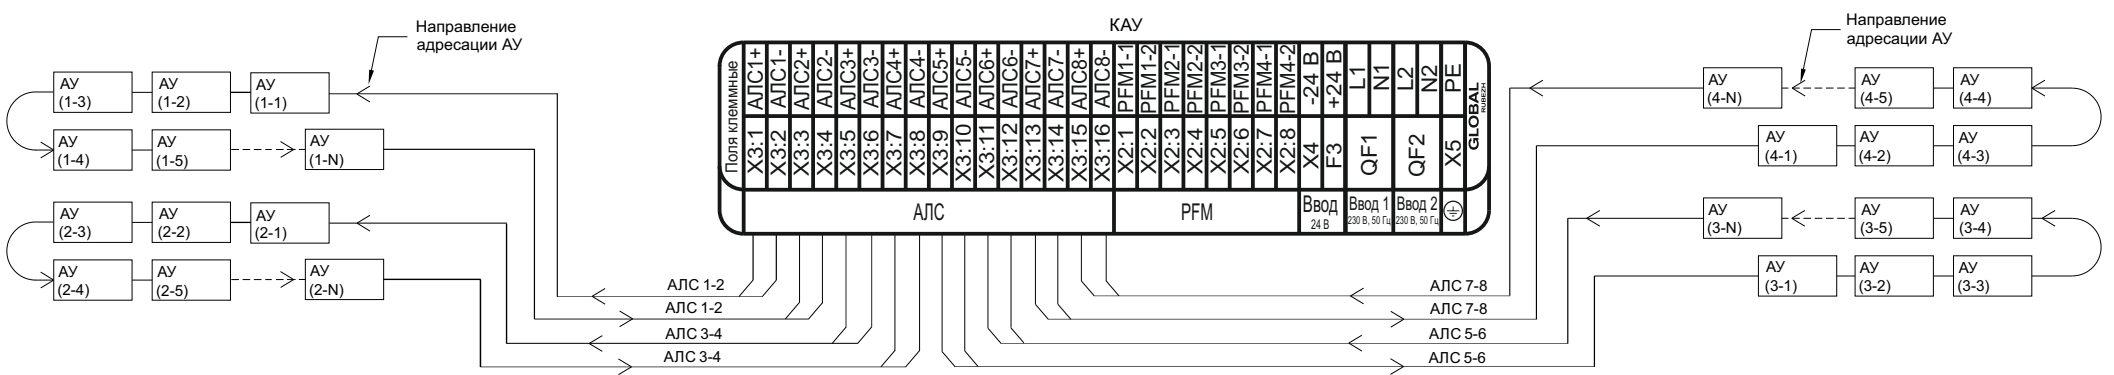 КАУ
Направление
адресации АУ
Направление
адресации АУ
АУ
(1-3)
АУ
(1-2)
АУ
(1-1)
АУ
(1-4)
АУ
(1-5)
АУ
(1-N)
АУ
(2-3)
АУ
(2-2)
АУ
(2-1)
АУ
(2-4)
АУ
(2-5)
АУ
(2-N)
Поля клеммные
АЛС1+
АЛС1-
АЛС2+
АЛС2-
АЛС3+
АЛС3-
АЛС4+
АЛС4-
АЛС5+
АЛС5-
АЛС6+
АЛС6-
АЛС7+
АЛС7-
АЛС8+
АЛС8-
PFM1-1
PFM1-2
PFM2-1
PFM2-2
PFM3-1
PFM3-2
PFM4-1
PFM4-2
-24 В
+24 В
L1
N1
L2
N2
PE
X3:1
X3:2
X3:3
X3:4
X3:5
X3:6
X3:7
X3:8
X3:9
X3:10
X3:11
X3:12
X3:13
X3:14
X3:15
X3:16
X2:1
X2:2
X2:3
X2:4
X2:5
X2:6
X2:7
X2:8
X4
F3
QF1
QF2
X5
GLOBAL
RUBEZH
АЛС
PFM
Ввод
24 В
Ввод 1
230 В, 50 Гц
Ввод 2
230 В, 50 Гц
АЛС 1-2
АЛС 1-2
АЛС 3-4
АЛС 3-4
АЛС 7-8
АЛС 7-8
АЛС 5-6
АЛС 5-6
АУ
(4-N)
АУ
(4-5)
АУ
(4-4)
АУ
(4-1)
АУ
(4-2)
АУ
(4-3)
АУ
(3-N)
АУ
(3-5)
АУ
(3-4)
АУ
(3-1)
АУ
(3-2)
АУ
(3-3)